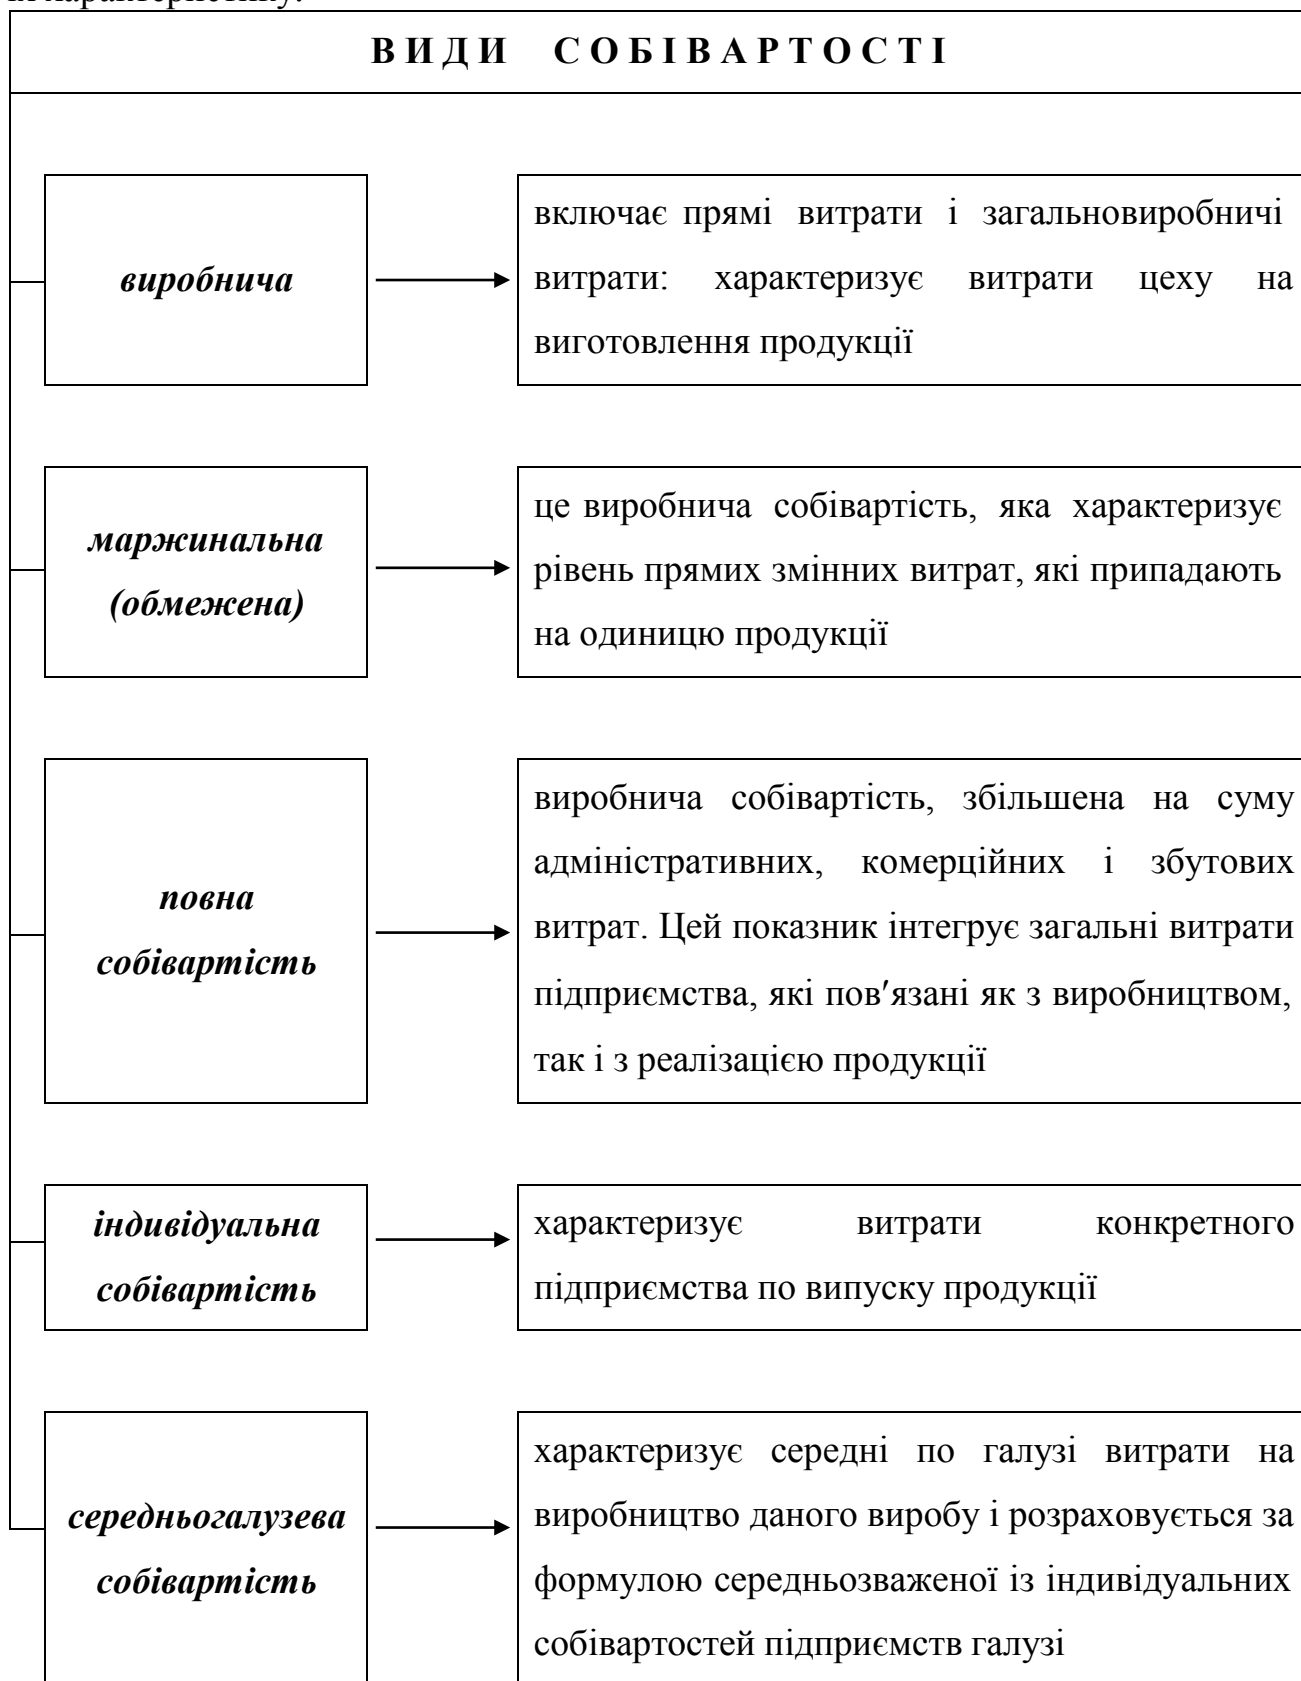 їх характеристику.
В И Д И С О Б І В А Р Т О С Т І
виробнича
включає прямі витрати і загальновиробничі
витрати: характеризує витрати цеху на
виготовлення продукції
маржинальна
(обмежена)
це виробнича собівартість, яка характеризує
рівень прямих змінних витрат, які припадають
на одиницю продукції
повна
собівартість
виробнича собівартість, збільшена на суму
адміністративних, комерційних і збутових
витрат. Цей показник інтегрує загальні витрати
підприємства, які пов′язані як з виробництвом,
так і з реалізацією продукції
індивідуальна
собівартість
характеризує витрати конкретного
підприємства по випуску продукції
середньогалузева
собівартість
характеризує середні по галузі витрати на
виробництво даного виробу і розраховується за
формулою середньозваженої із індивідуальних
собівартостей підприємств галузі